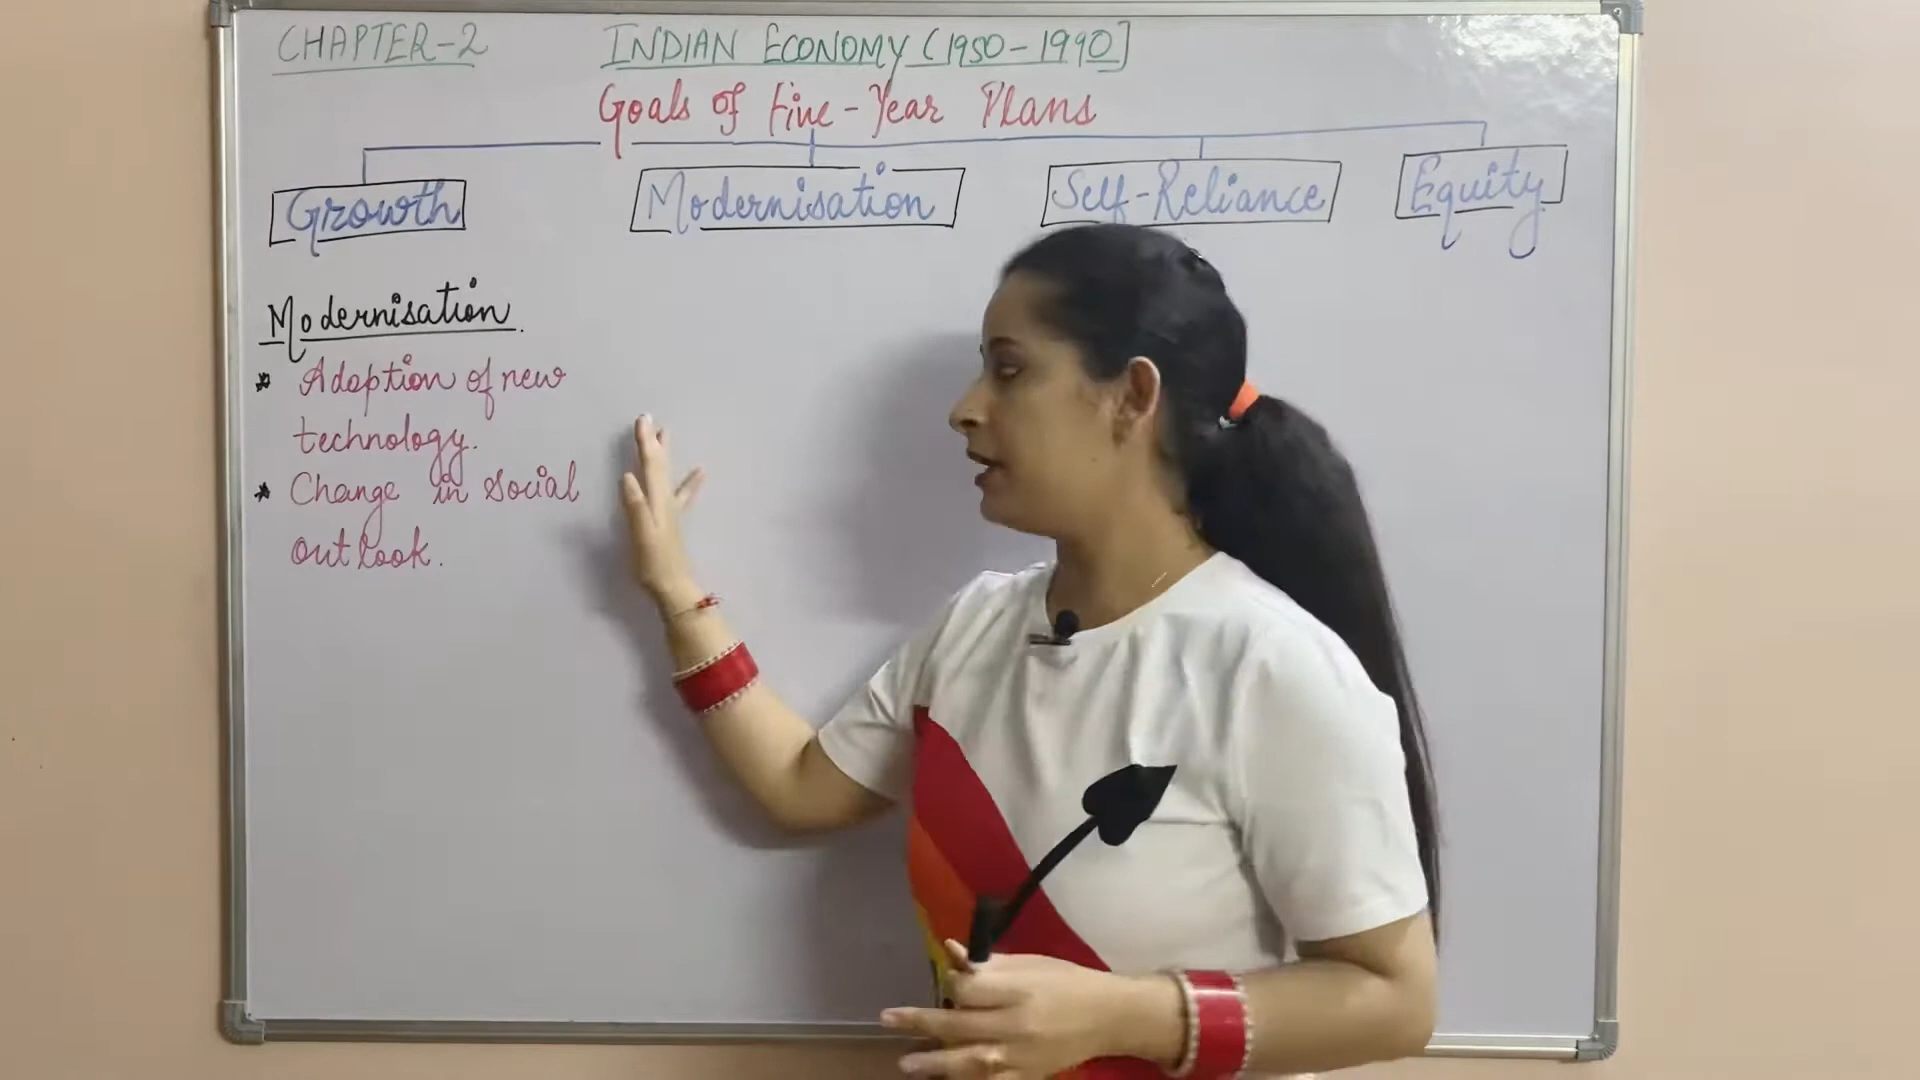 CHAPTER-2
INDIAN ECONOMY (1950-1990]
Goals of Five-Year Plans
Growth
Modernisation
Self-Reliance
Equity
Modernisation
* Adoption of new
technology.
* Change in social
outlook.